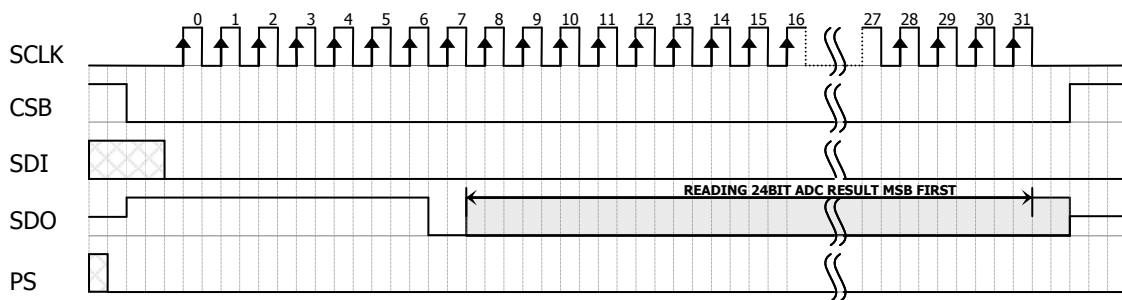 0 1 2 3 4 5 6 7 8 9 10 11 12 13 14 15 16 27 28 29 30 31
SCLK
CSB
SDI
READING 24BIT ADC RESULT MSB FIRST
SDO
PS